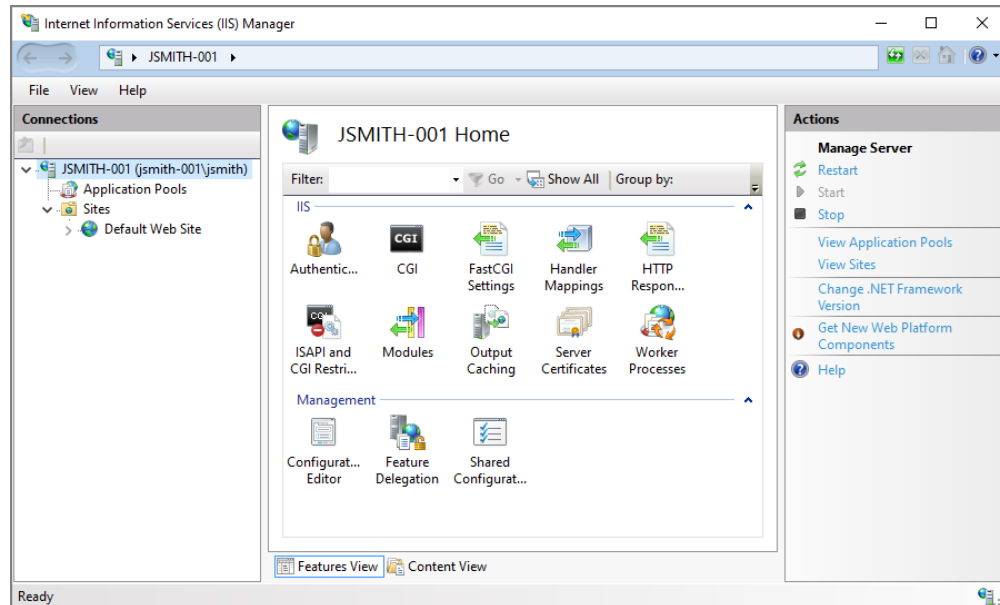 Internet Information Services (IIS) Manager
JSMITH-001
File View Help
Connections
JSMITH-001 (jsmith-001\jsmith)
Application Pools
Sites
Default Web Site
JSMITH-001 Home
Filter: Go Show All Group by:
IIS
Authentic... CGI FastCGI Handler HTTP
Settings Mappings Respon...
ISAPI and Modules Output Server Worker
CGI Restri... Caching Certificates Processes
Management
Configurat... Feature Shared
Editor Delegation Configurat...
Features View Content View
Actions
Manage Server
Restart
Start
Stop
View Application Pools
View Sites
Change .NET Framework
Version
Get New Web Platform
Components
Help
Ready